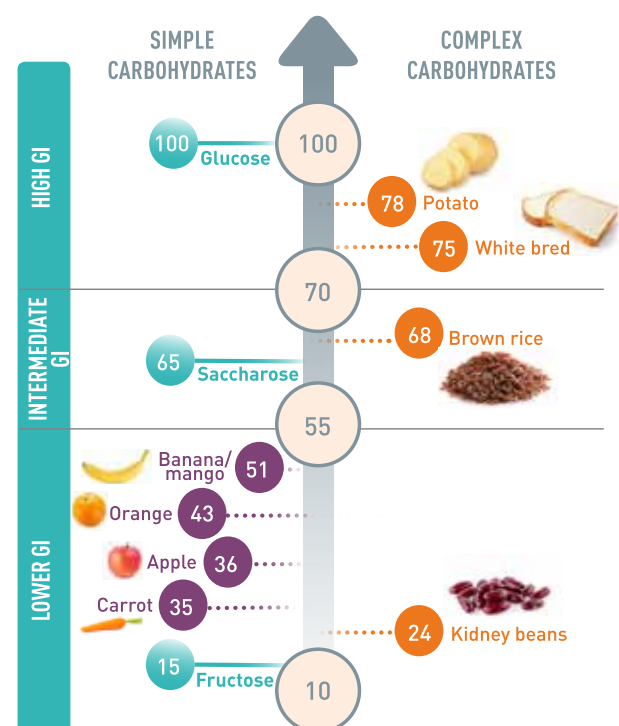 SIMPLE
CARBOHYDRATES
COMPLEX
CARBOHYDRATES
HIGH GI
100
Glucose
100
78
Potato
75
White bred
70
INTERMEDIATE
GI
68
Brown rice
65
Saccharose
55
LOWER GI
Banana/
mango
51
Orange
43
Apple
36
Carrot
35
24
Kidney beans
15
Fructose
10